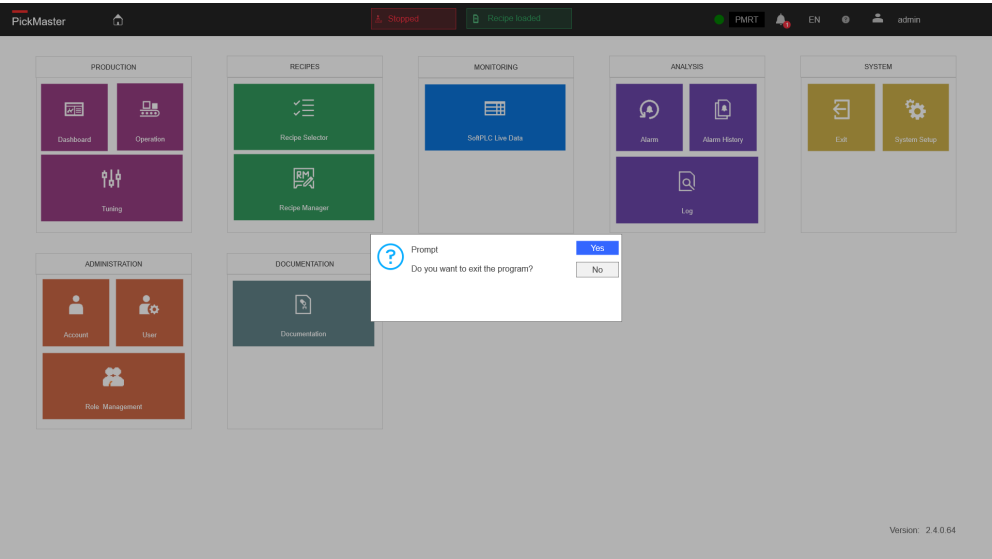 PickMaster
Stopped
Recipe loaded
PMRT
3
EN
?
admin
PRODUCTION
RECIPES
MONITORING
ANALYSIS
SYSTEM
Dashboard
Operation
Recipe Selector
SoftPLC Live Data
Alarm
Alarm History
Exit
System Setup
RM
Tuning
Recipe Manager
Log
ADMINISTRATION
DOCUMENTATION
? Prompt Yes
Do you want to exit the program? No
Account
User
Documentation
Role Management
Version: 2.4.0.64